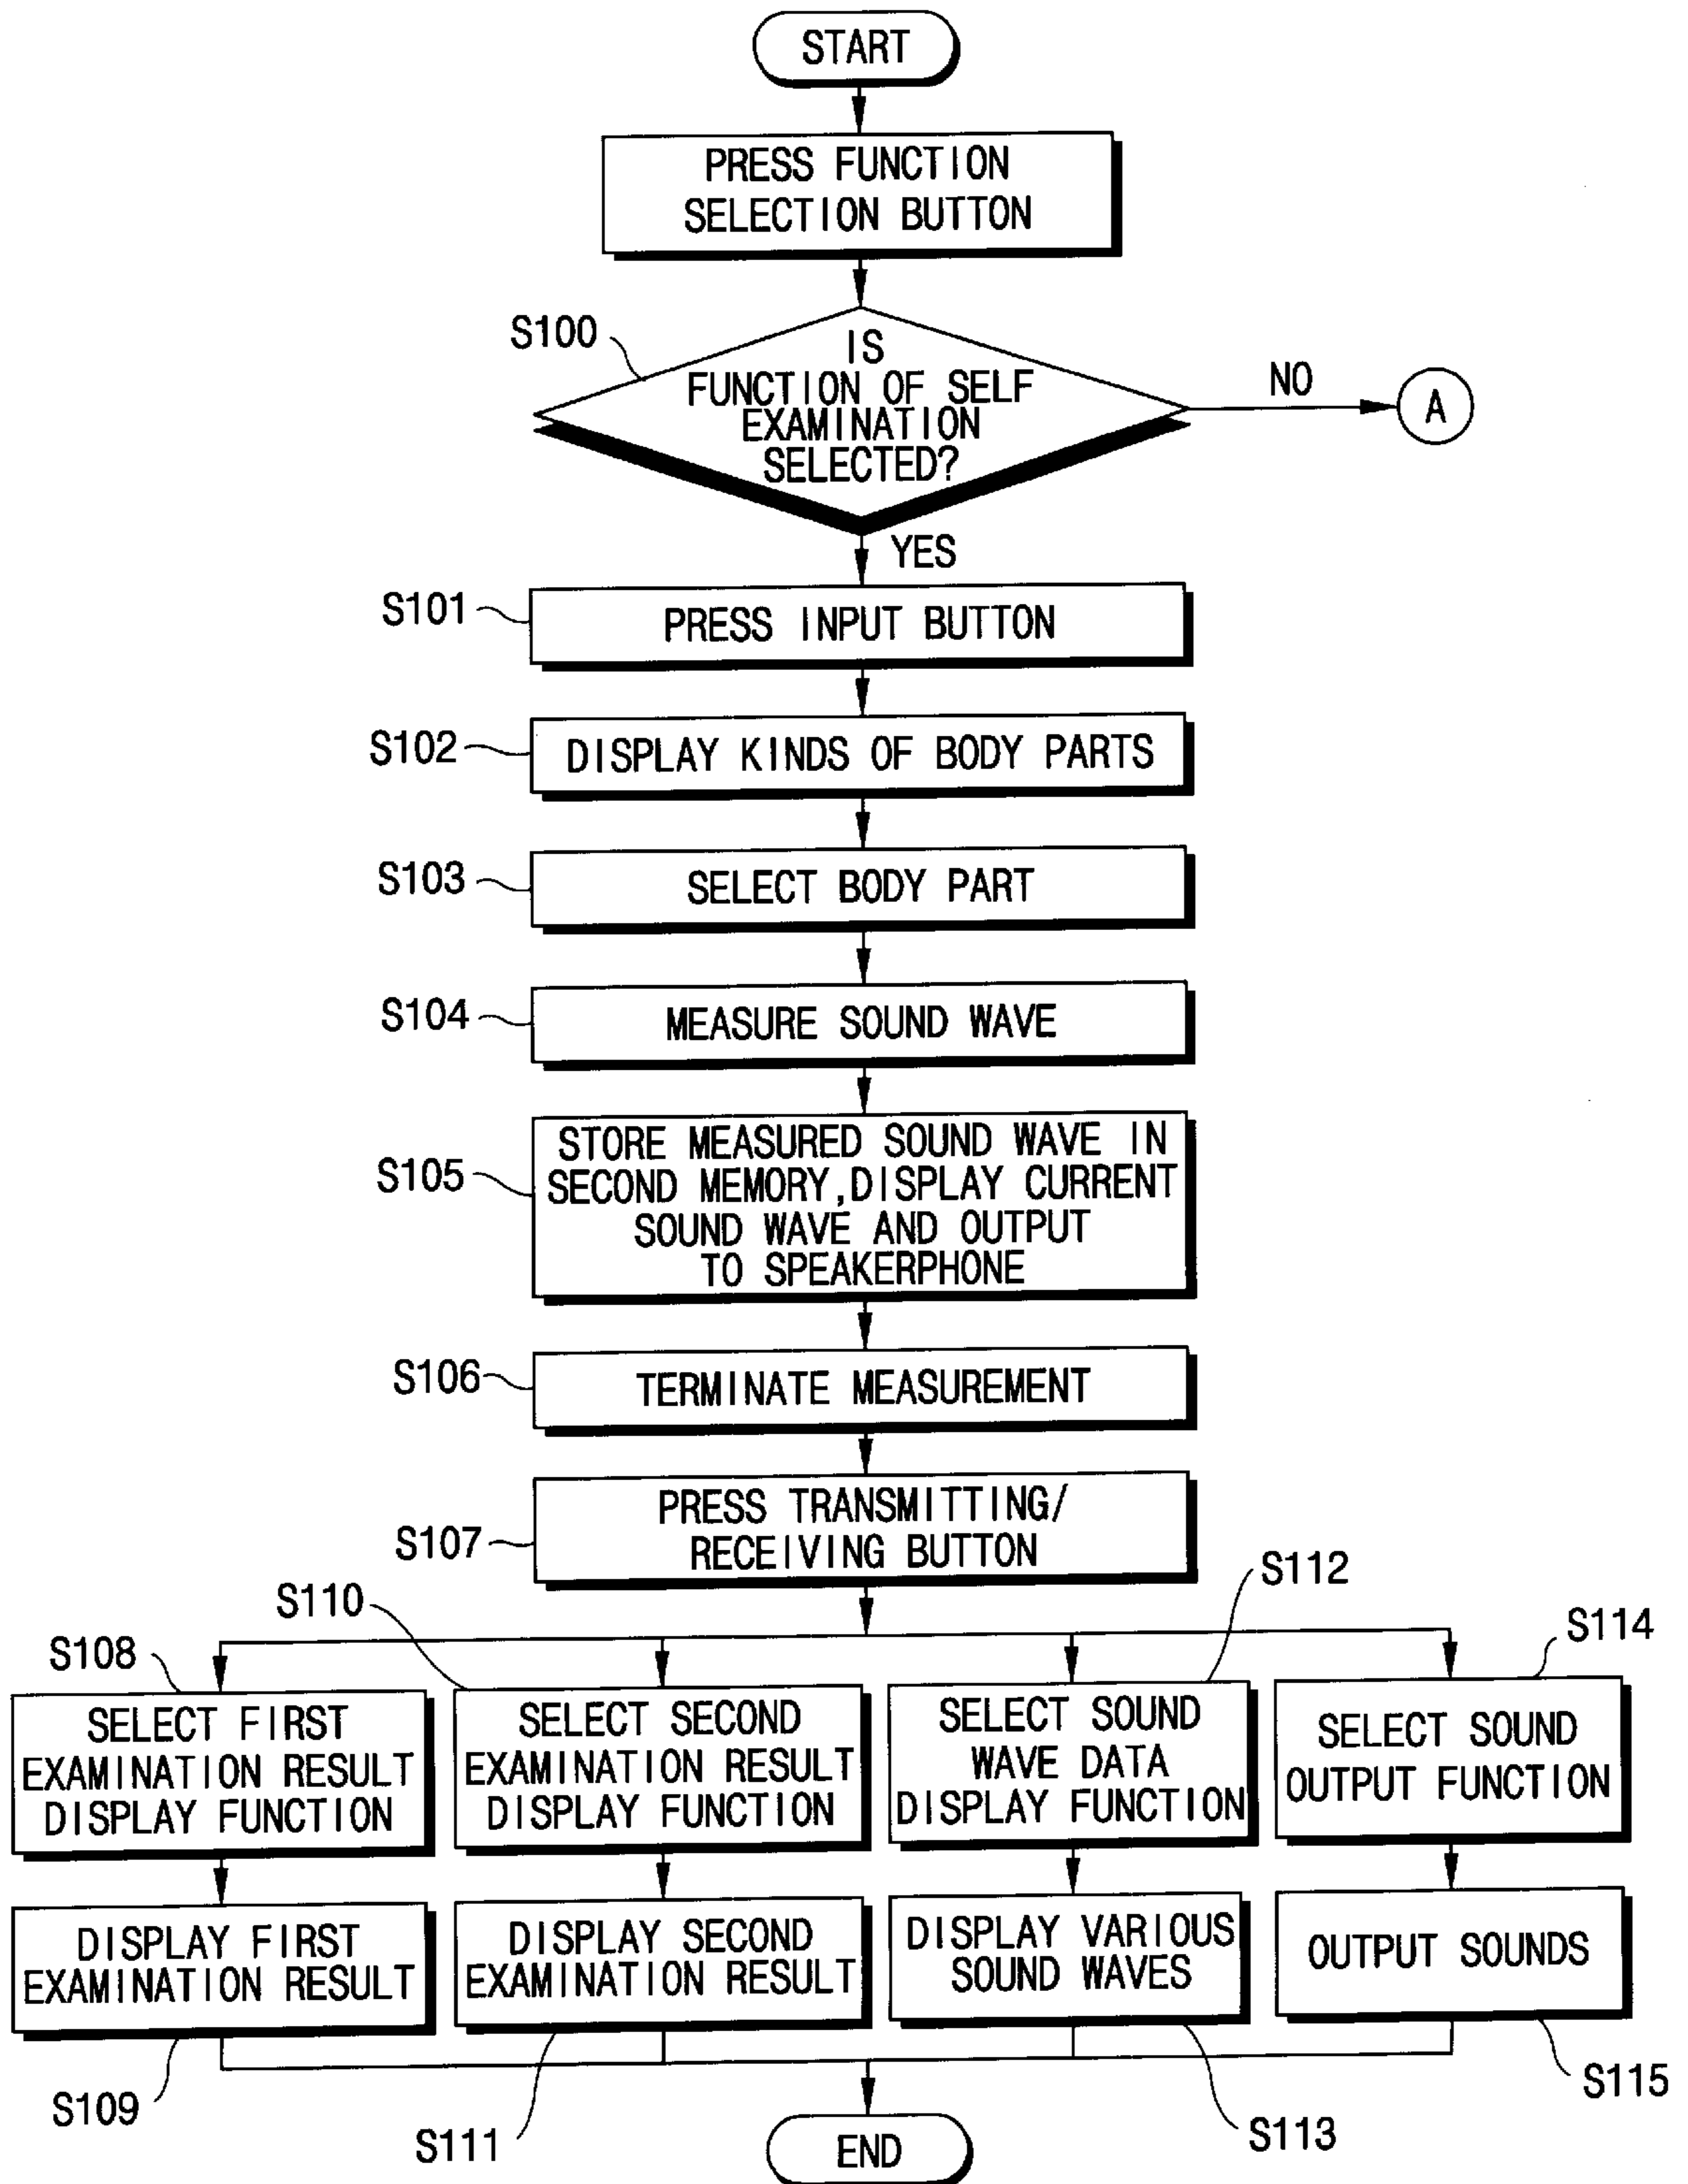 START
PRESS FUNCTION
SELECTION BUTTON
S100
IS
FUNCTION OF SELF
EXAMINATION
SELECTED?
NO
A
YES
S101
PRESS INPUT BUTTON
S102
DISPLAY KINDS OF BODY PARTS
S103
SELECT BODY PART
S104
MEASURE SOUND WAVE
S105
STORE MEASURED SOUND WAVE IN
SECOND MEMORY,DISPLAY CURRENT
SOUND WAVE AND OUTPUT
TO SPEAKERPHONE
S106
TERMINATE MEASUREMENT
S107
PRESS TRANSMITTING/
RECEIVING BUTTON
S108
SELECT FIRST
EXAMINATION RESULT
DISPLAY FUNCTION
S110
SELECT SECOND
EXAMINATION RESULT
DISPLAY FUNCTION
S112
SELECT SOUND
WAVE DATA
DISPLAY FUNCTION
S114
SELECT SOUND
OUTPUT FUNCTION
DISPLAY FIRST
EXAMINATION RESULT
S109
DISPLAY SECOND
EXAMINATION RESULT
S111
DISPLAY VARIOUS
SOUND WAVES
S113
OUTPUT SOUNDS
S115
END